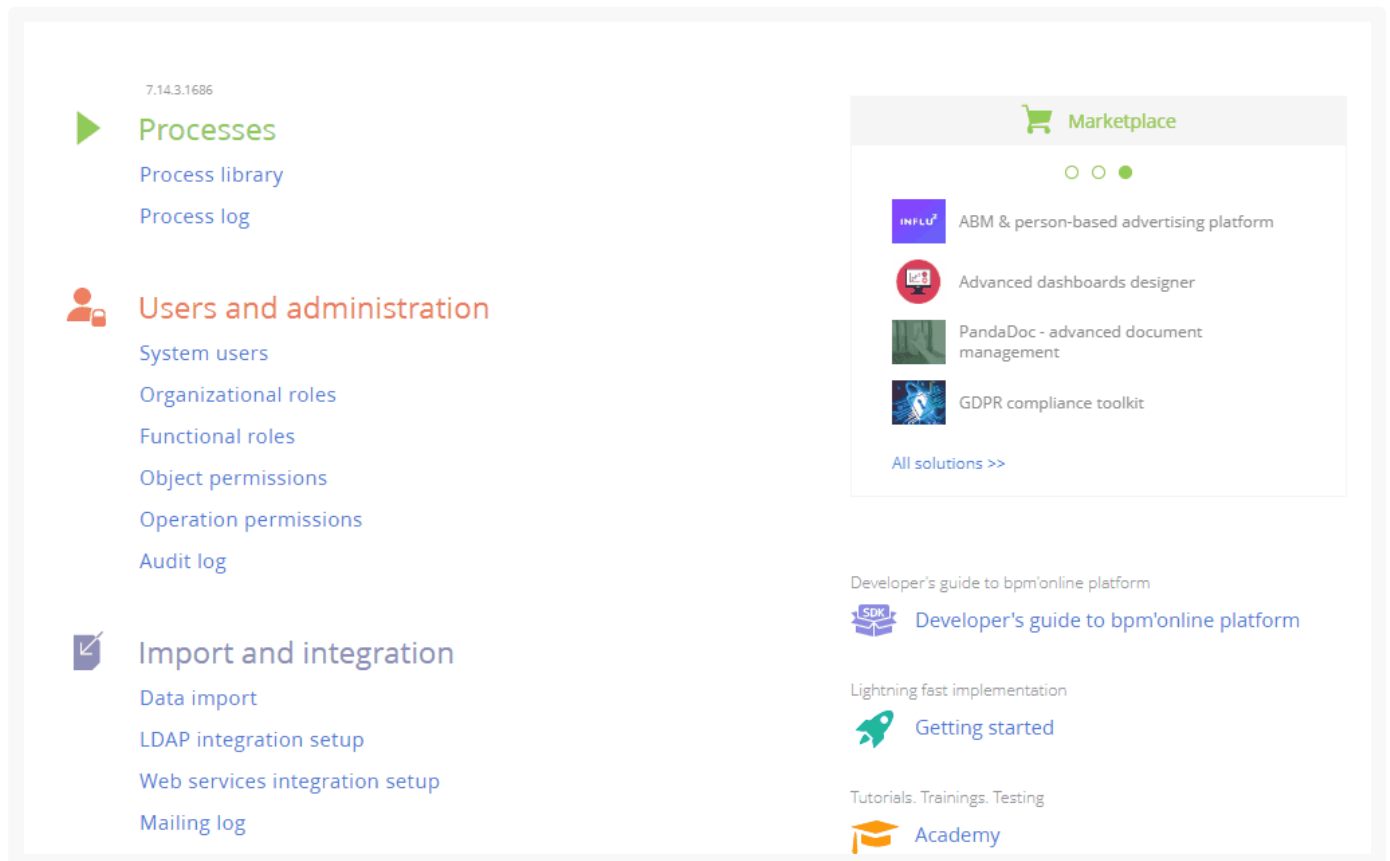 7.14.3.1686
Processes
Process library
Process log
Users and administration
System users
Organizational roles
Functional roles
Object permissions
Operation permissions
Audit log
Import and integration
Data import
LDAP integration setup
Web services integration setup
Mailing log
Marketplace
INFLU²
ABM & person-based advertising platform
Advanced dashboards designer
PandaDoc - advanced document
management
GDPR compliance toolkit
All solutions >>
Developer's guide to bpm'online platform
SDK
Developer's guide to bpm'online platform
Lightning fast implementation
Getting started
Tutorials. Trainings. Testing
Academy